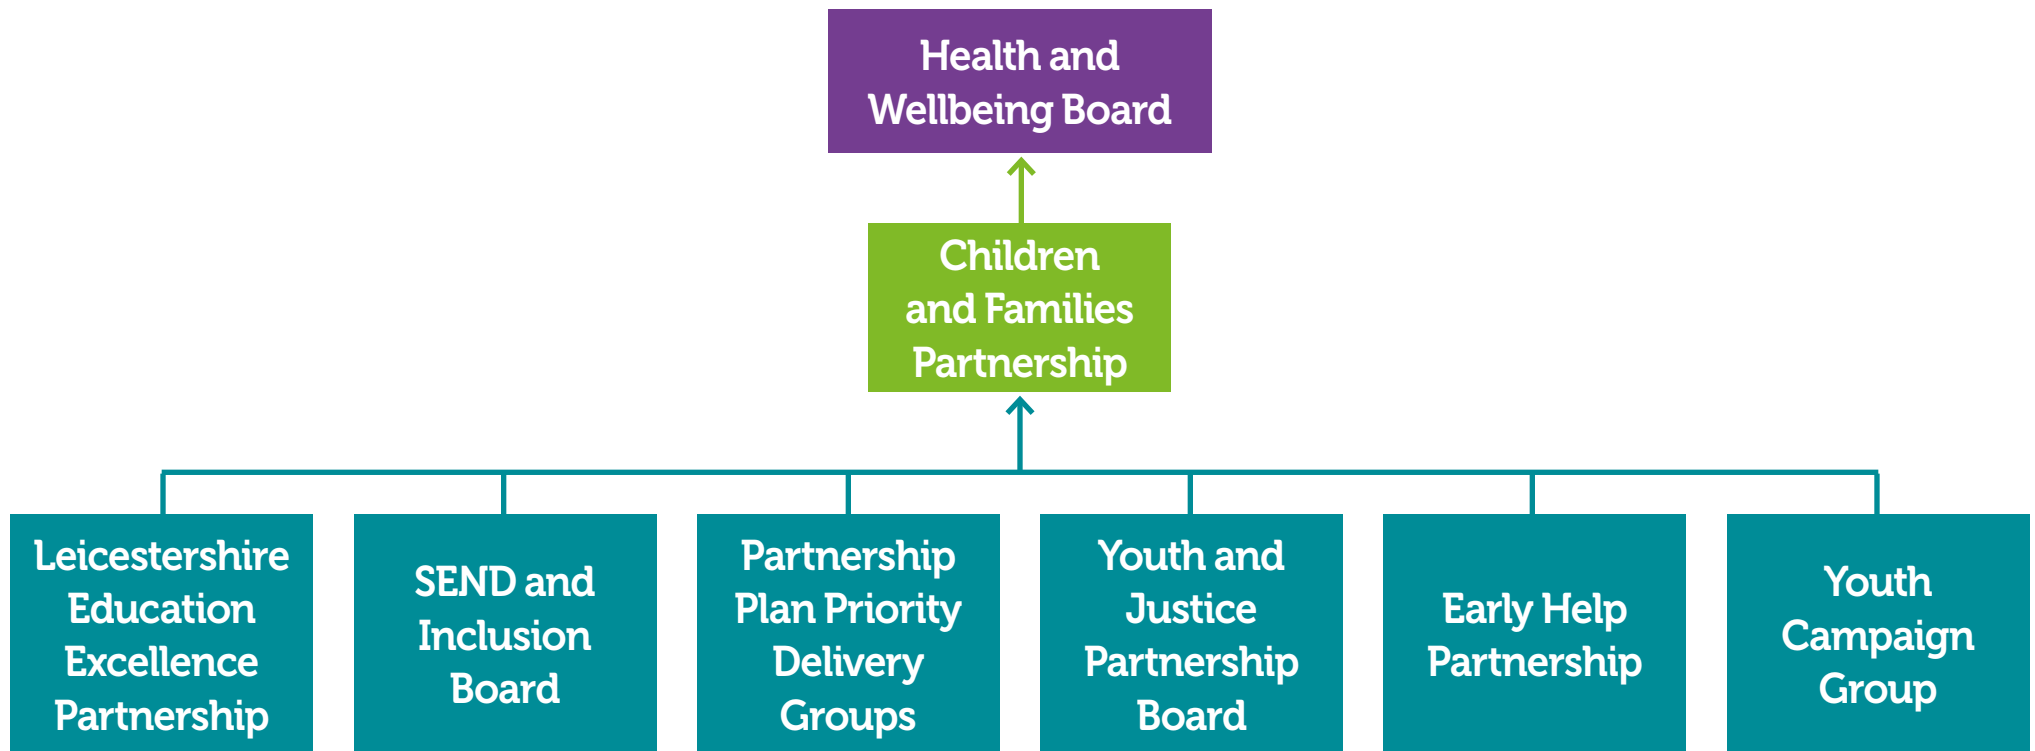 Health and
Wellbeing Board
Children
and Families
Partnership
Leicestershire
Education
Excellence
Partnership
SEND and
Inclusion
Board
Partnership
Plan Priority
Delivery
Groups
Youth and
Justice
Partnership
Board
Early Help
Partnership
Youth
Campaign
Group